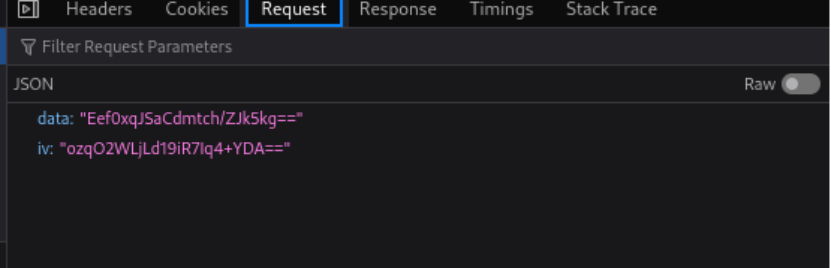 Headers Cookies Request Response Timings Stack Trace
Filter Request Parameters
JSON Raw
data: "Eef0xqJSaCdmtch/ZJk5kg=="
iv: "ozqO2WLjLd19iR7Iq4+YDA=="